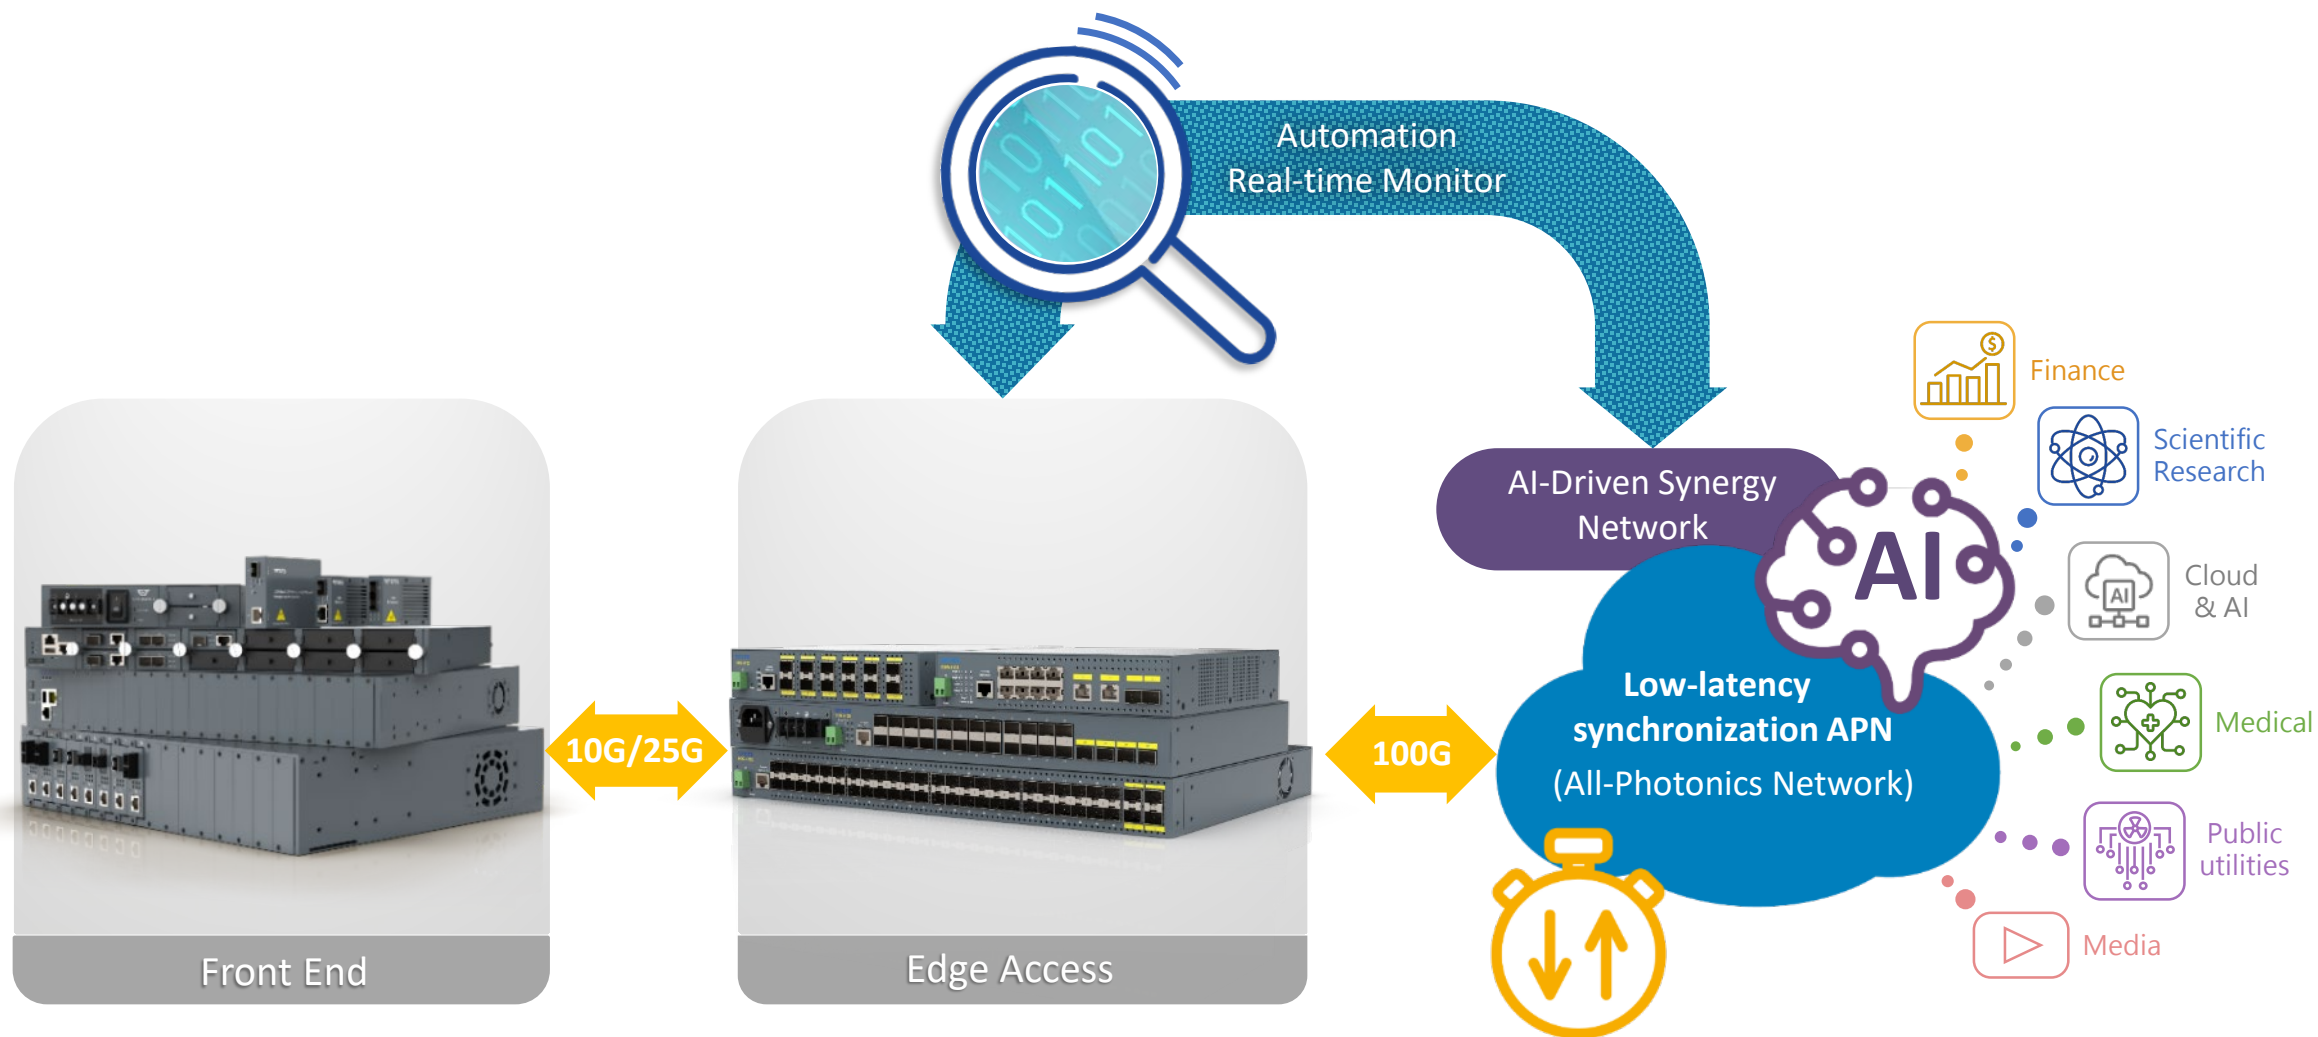 Automation
Real-time Monitor
Finance
Scientific
Research
AI-Driven Synergy
Network
AI
Cloud
& AI
AI
Low-latency
synchronization APN
(All-Photonics Network)
Medical
10G/25G
100G
Public
utilities
Media
Front End
Edge Access